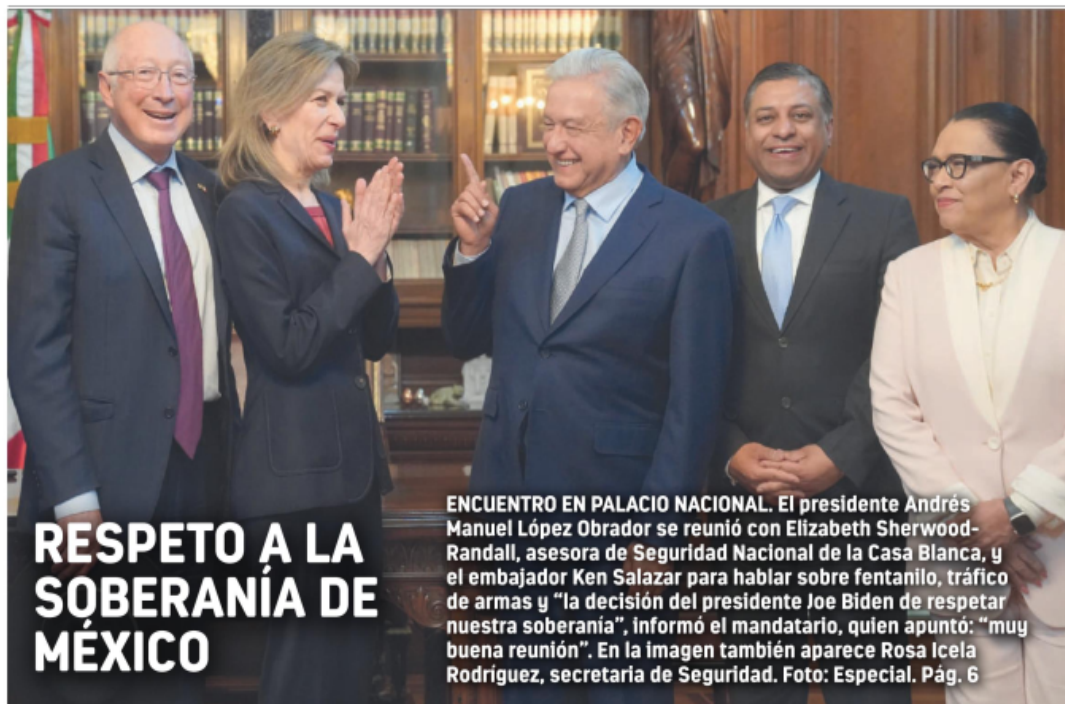 RESPETO A LA
SOBERANÍA DE
MÉXICO
ENCUENTRO EN PALACIO NACIONAL. El presidente Andrés
Manuel López Obrador se reunió con Elizabeth Sherwood-
Randall, asesora de Seguridad Nacional de la Casa Blanca, y
el embajador Ken Salazar para hablar sobre fentanilo, tráfico
de armas y “la decisión del presidente Joe Biden de respetar
nuestra soberanía”, informó el mandatario, quien apuntó: “muy
buena reunión”. En la imagen también aparece Rosa Icela
Rodríguez, secretaria de Seguridad. Foto: Especial. Pág. 6